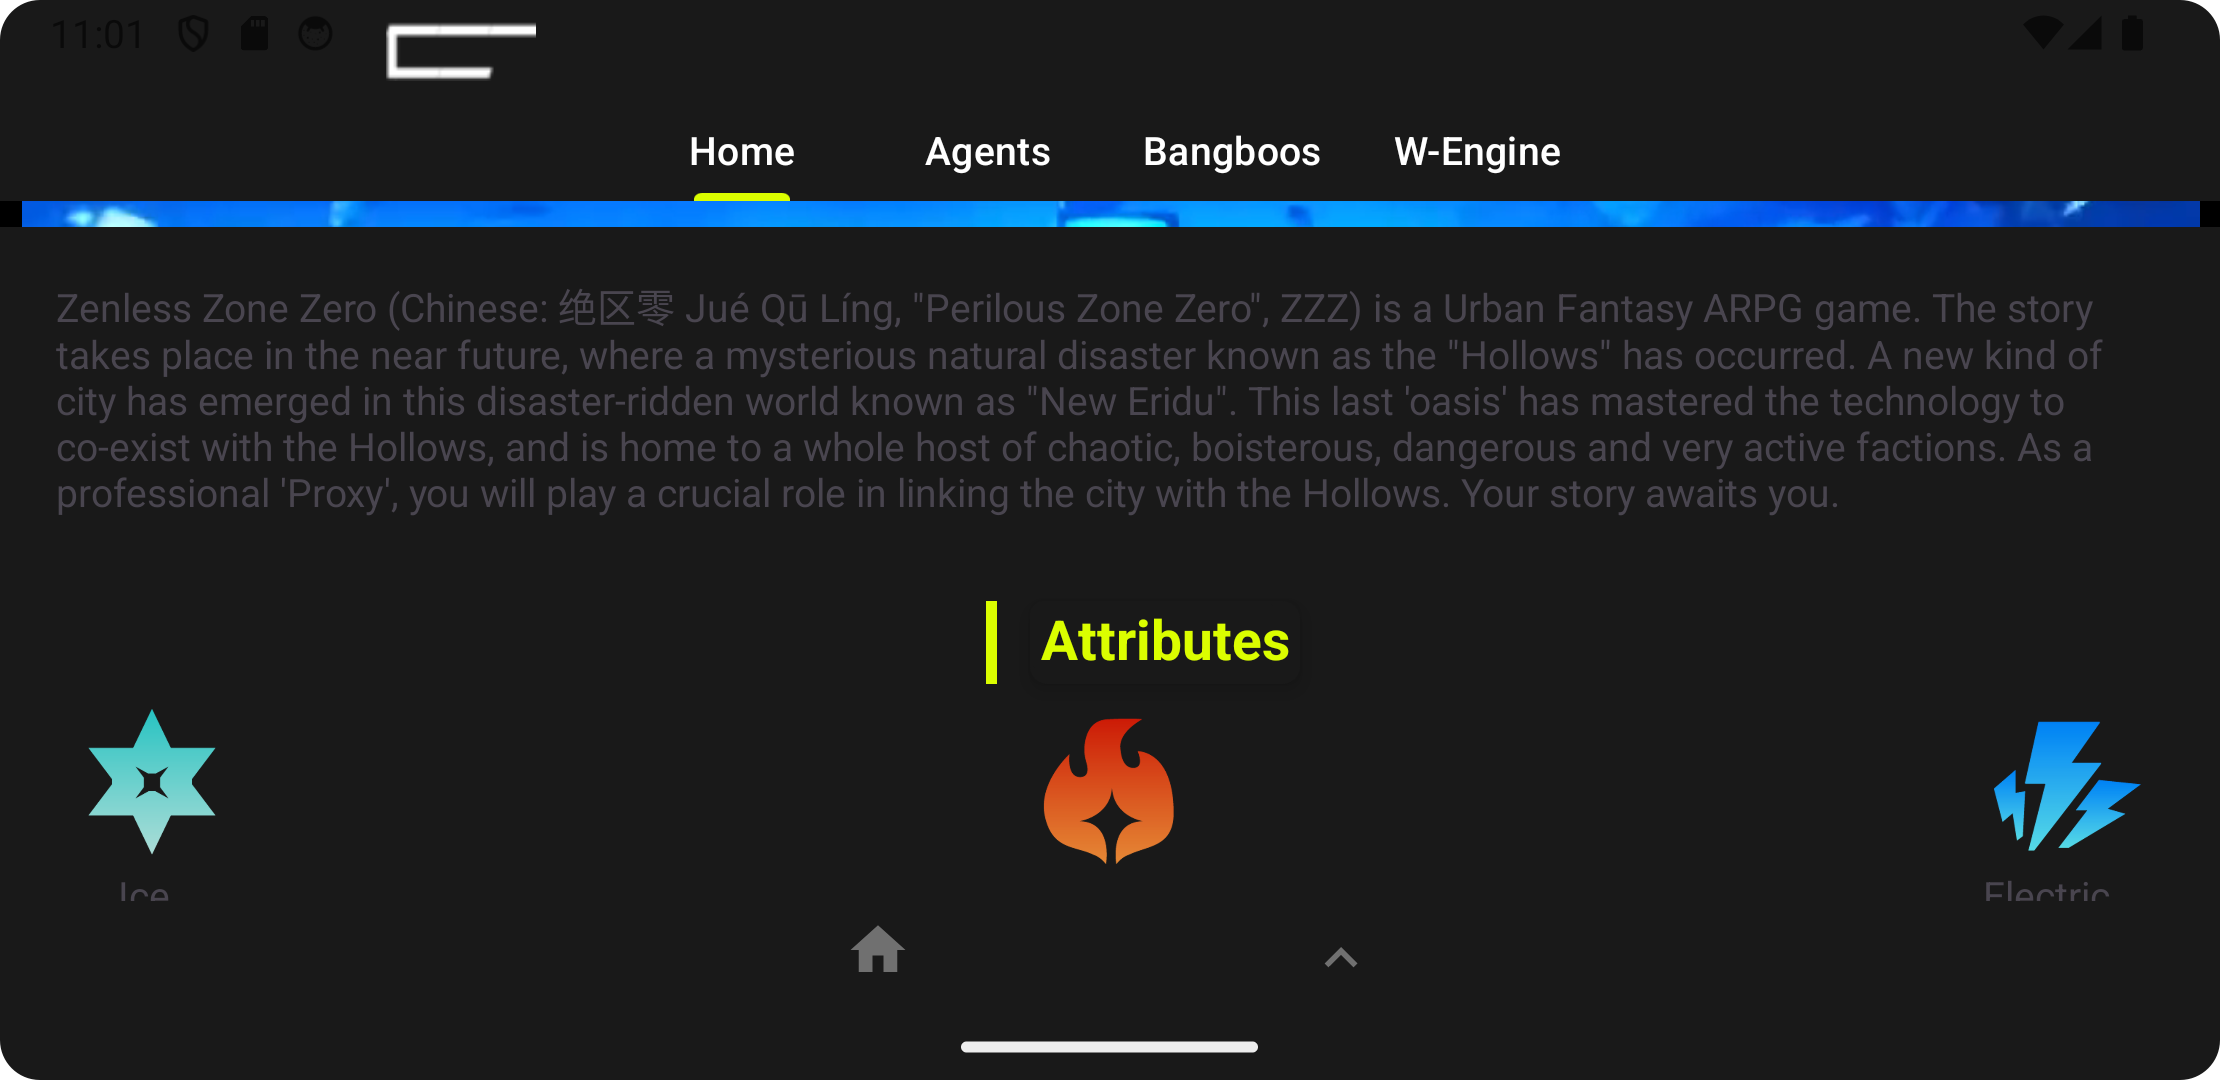 11:01
Home Agents Bangboos W-Engine
Zenless Zone Zero (Chinese: 绝区零 Jué Qū Líng, "Perilous Zone Zero", ZZZ) is a Urban Fantasy ARPG game. The story
takes place in the near future, where a mysterious natural disaster known as the "Hollows" has occurred. A new kind of
city has emerged in this disaster-ridden world known as "New Eridu". This last 'oasis' has mastered the technology to
co-exist with the Hollows, and is home to a whole host of chaotic, boisterous, dangerous and very active factions. As a
professional 'Proxy', you will play a crucial role in linking the city with the Hollows. Your story awaits you.
Attributes
Ice Electric